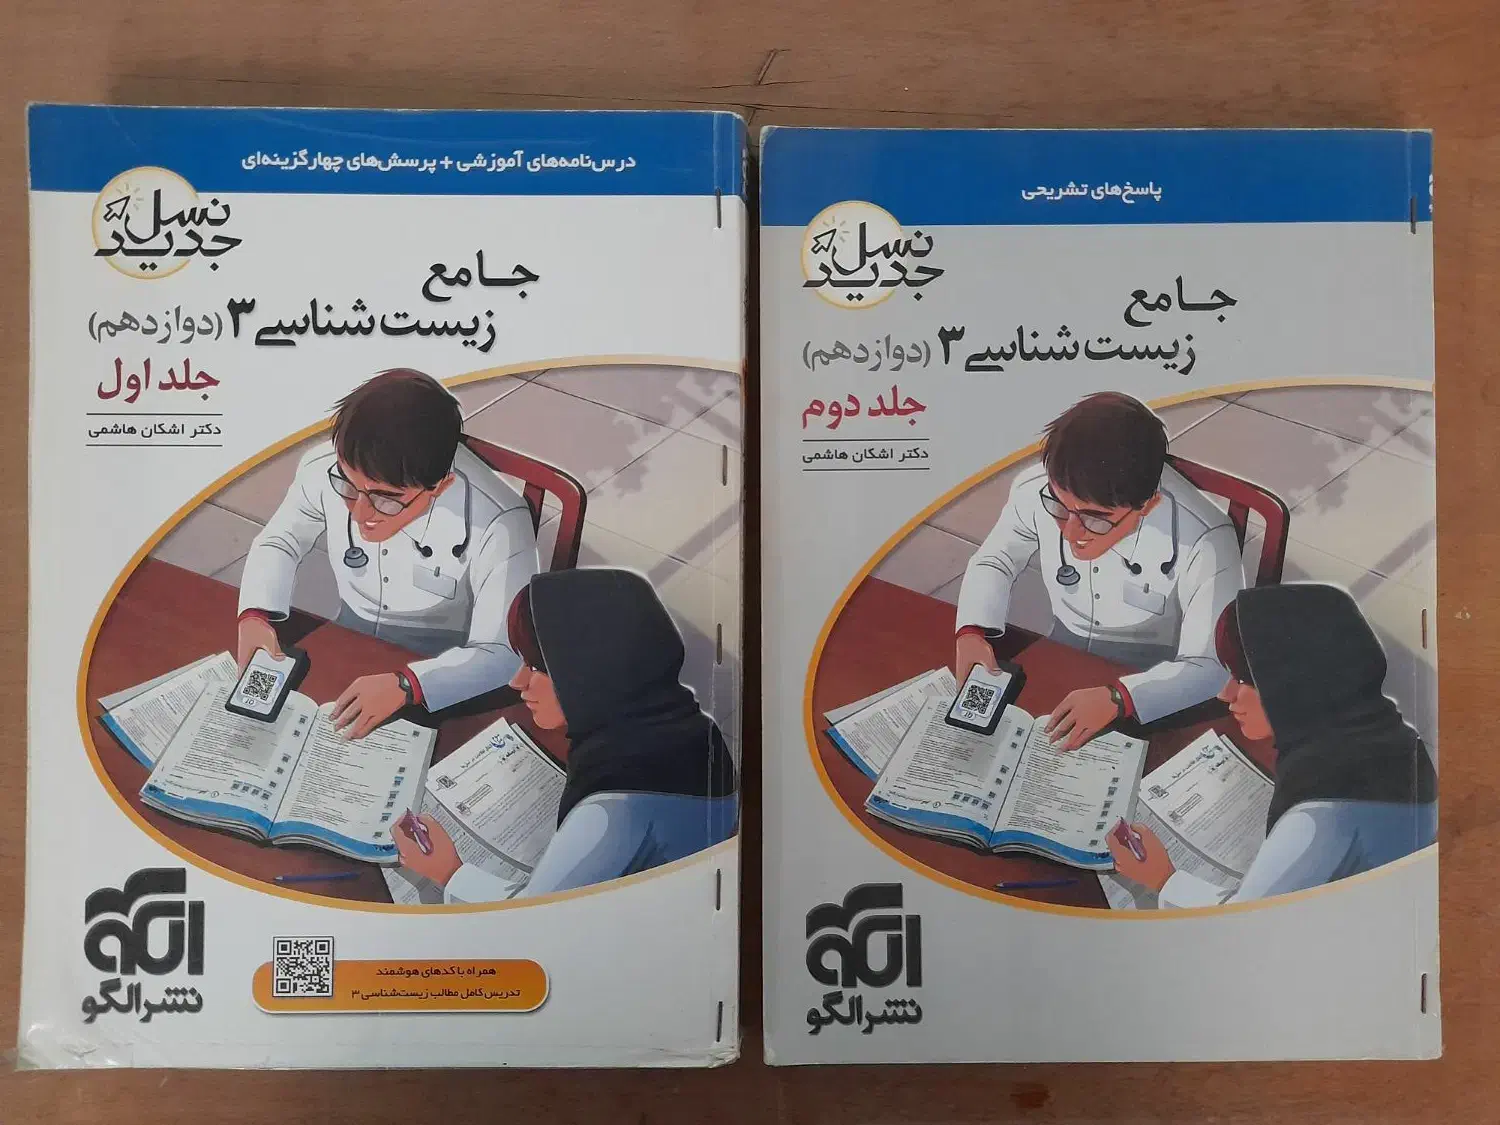 درس‌نامه‌های آموزشی + پرسش‌های چهارگزینه‌ای
نسل
جدید
جامع
زیست‌شناسی ۳ (دوازدهم)
جلد اول
دکتر اشکان هاشمی
همراه با کدهای هوشمند
تدریس کامل مطالب زیست‌شناسی ۳
الگو
نشر الگو
پاسخ‌های تشریحی
نسل
جدید
جامع
زیست‌شناسی ۳ (دوازدهم)
جلد دوم
دکتر اشکان هاشمی
الگو
نشر الگو